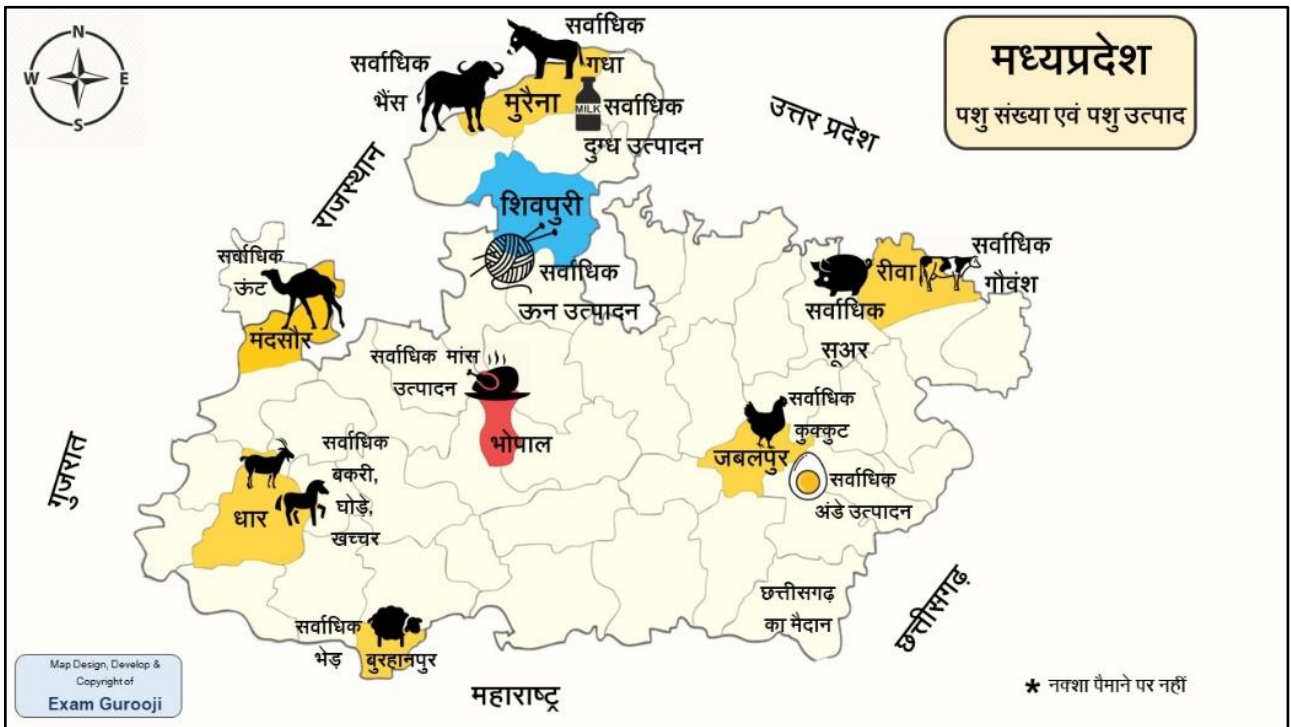 N
W
E
S
मध्यप्रदेश
पशु संख्या एवं पशु उत्पाद
सर्वाधिक
गधा
सर्वाधिक
भैंस
मुरैना
MILK
सर्वाधिक
दुग्ध उत्पादन
उत्तर प्रदेश
राजस्थान
शिवपुरी
सर्वाधिक
ऊन उत्पादन
सर्वाधिक
ऊंट
मंदसौर
रीवा
सर्वाधिक
गौवंश
सर्वाधिक
सूअर
सर्वाधिक मांस
उत्पादन
भोपाल
सर्वाधिक
कुक्कुट
जबलपुर
सर्वाधिक
अंडे उत्पादन
गुजरात
सर्वाधिक
बकरी,
घोड़े,
खच्चर
धार
छत्तीसगढ़
का मैदान
छत्तीसगढ़
सर्वाधिक
भेड़
बुरहानपुर
महाराष्ट्र
Map Design, Develop &
Copyright of
Exam Gurooji
* नक्शा पैमाने पर नहीं